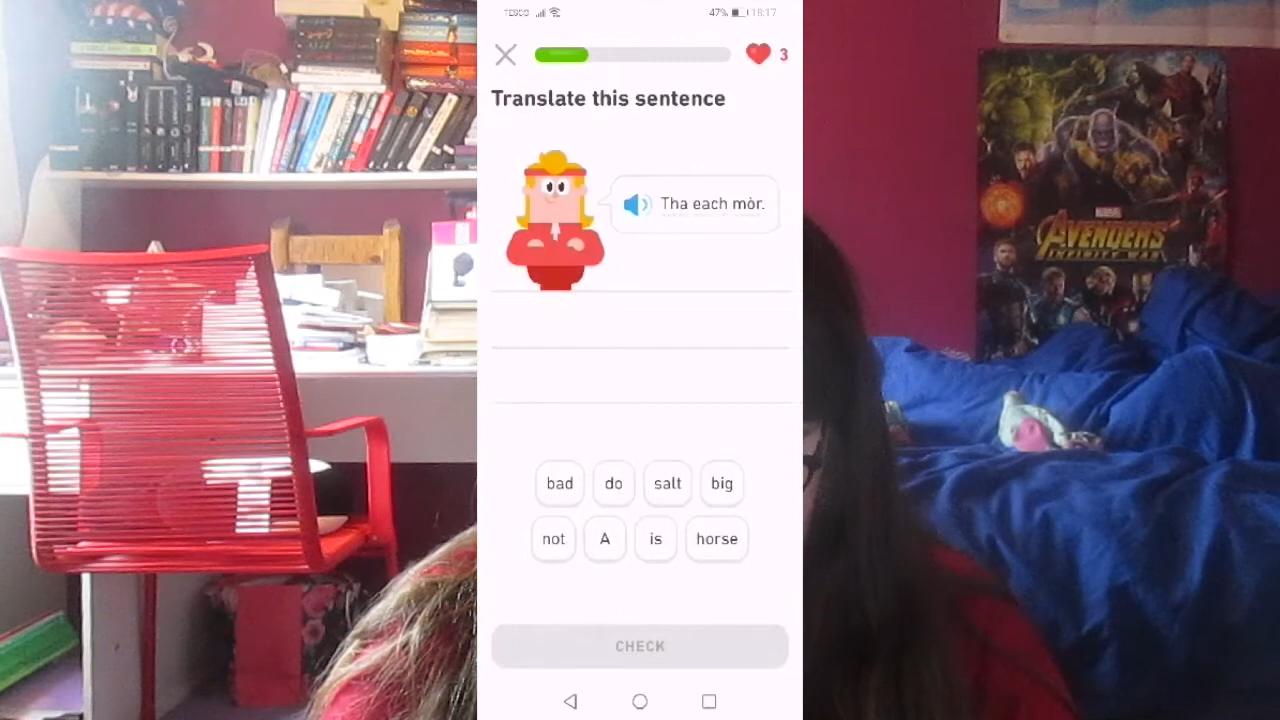 TESCO
47%
18:17
3
Translate this sentence
Tha each mòr.
bad do salt big
not A is horse
CHECK
MARVEL
AVENGERS
INFINITY WAR